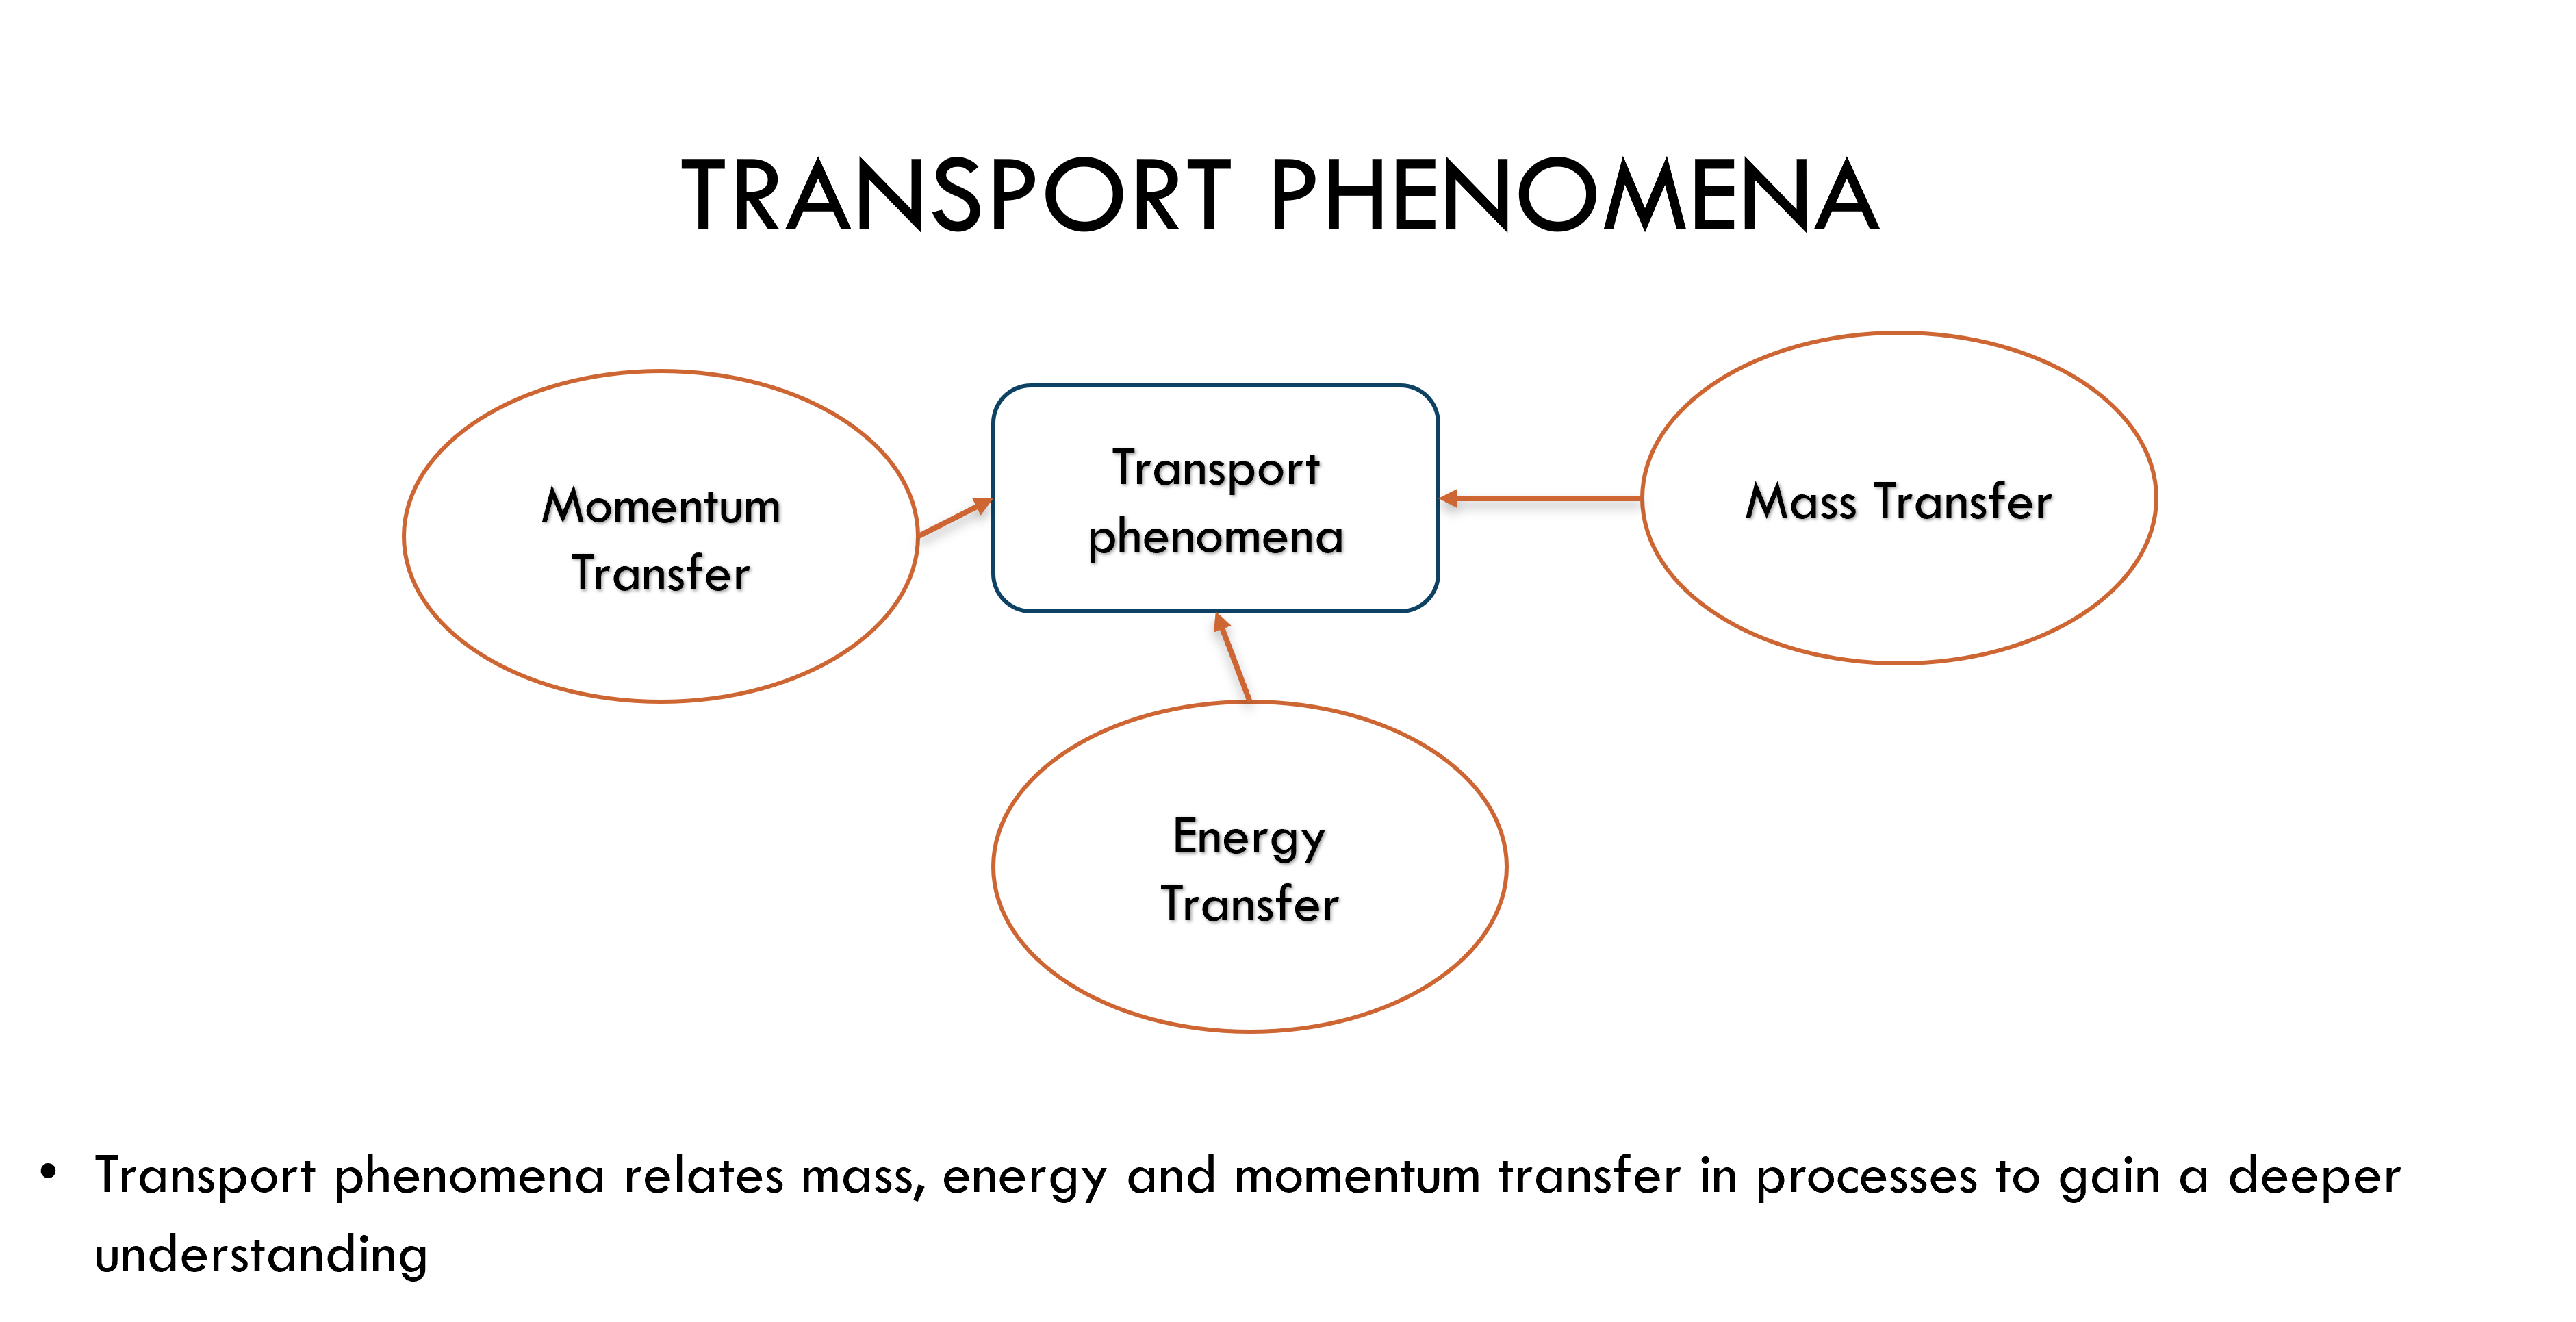 TRANSPORT PHENOMENA
Momentum
Transfer
Transport
phenomena
Mass Transfer
Energy
Transfer
• Transport phenomena relates mass, energy and momentum transfer in processes to gain a deeper
understanding